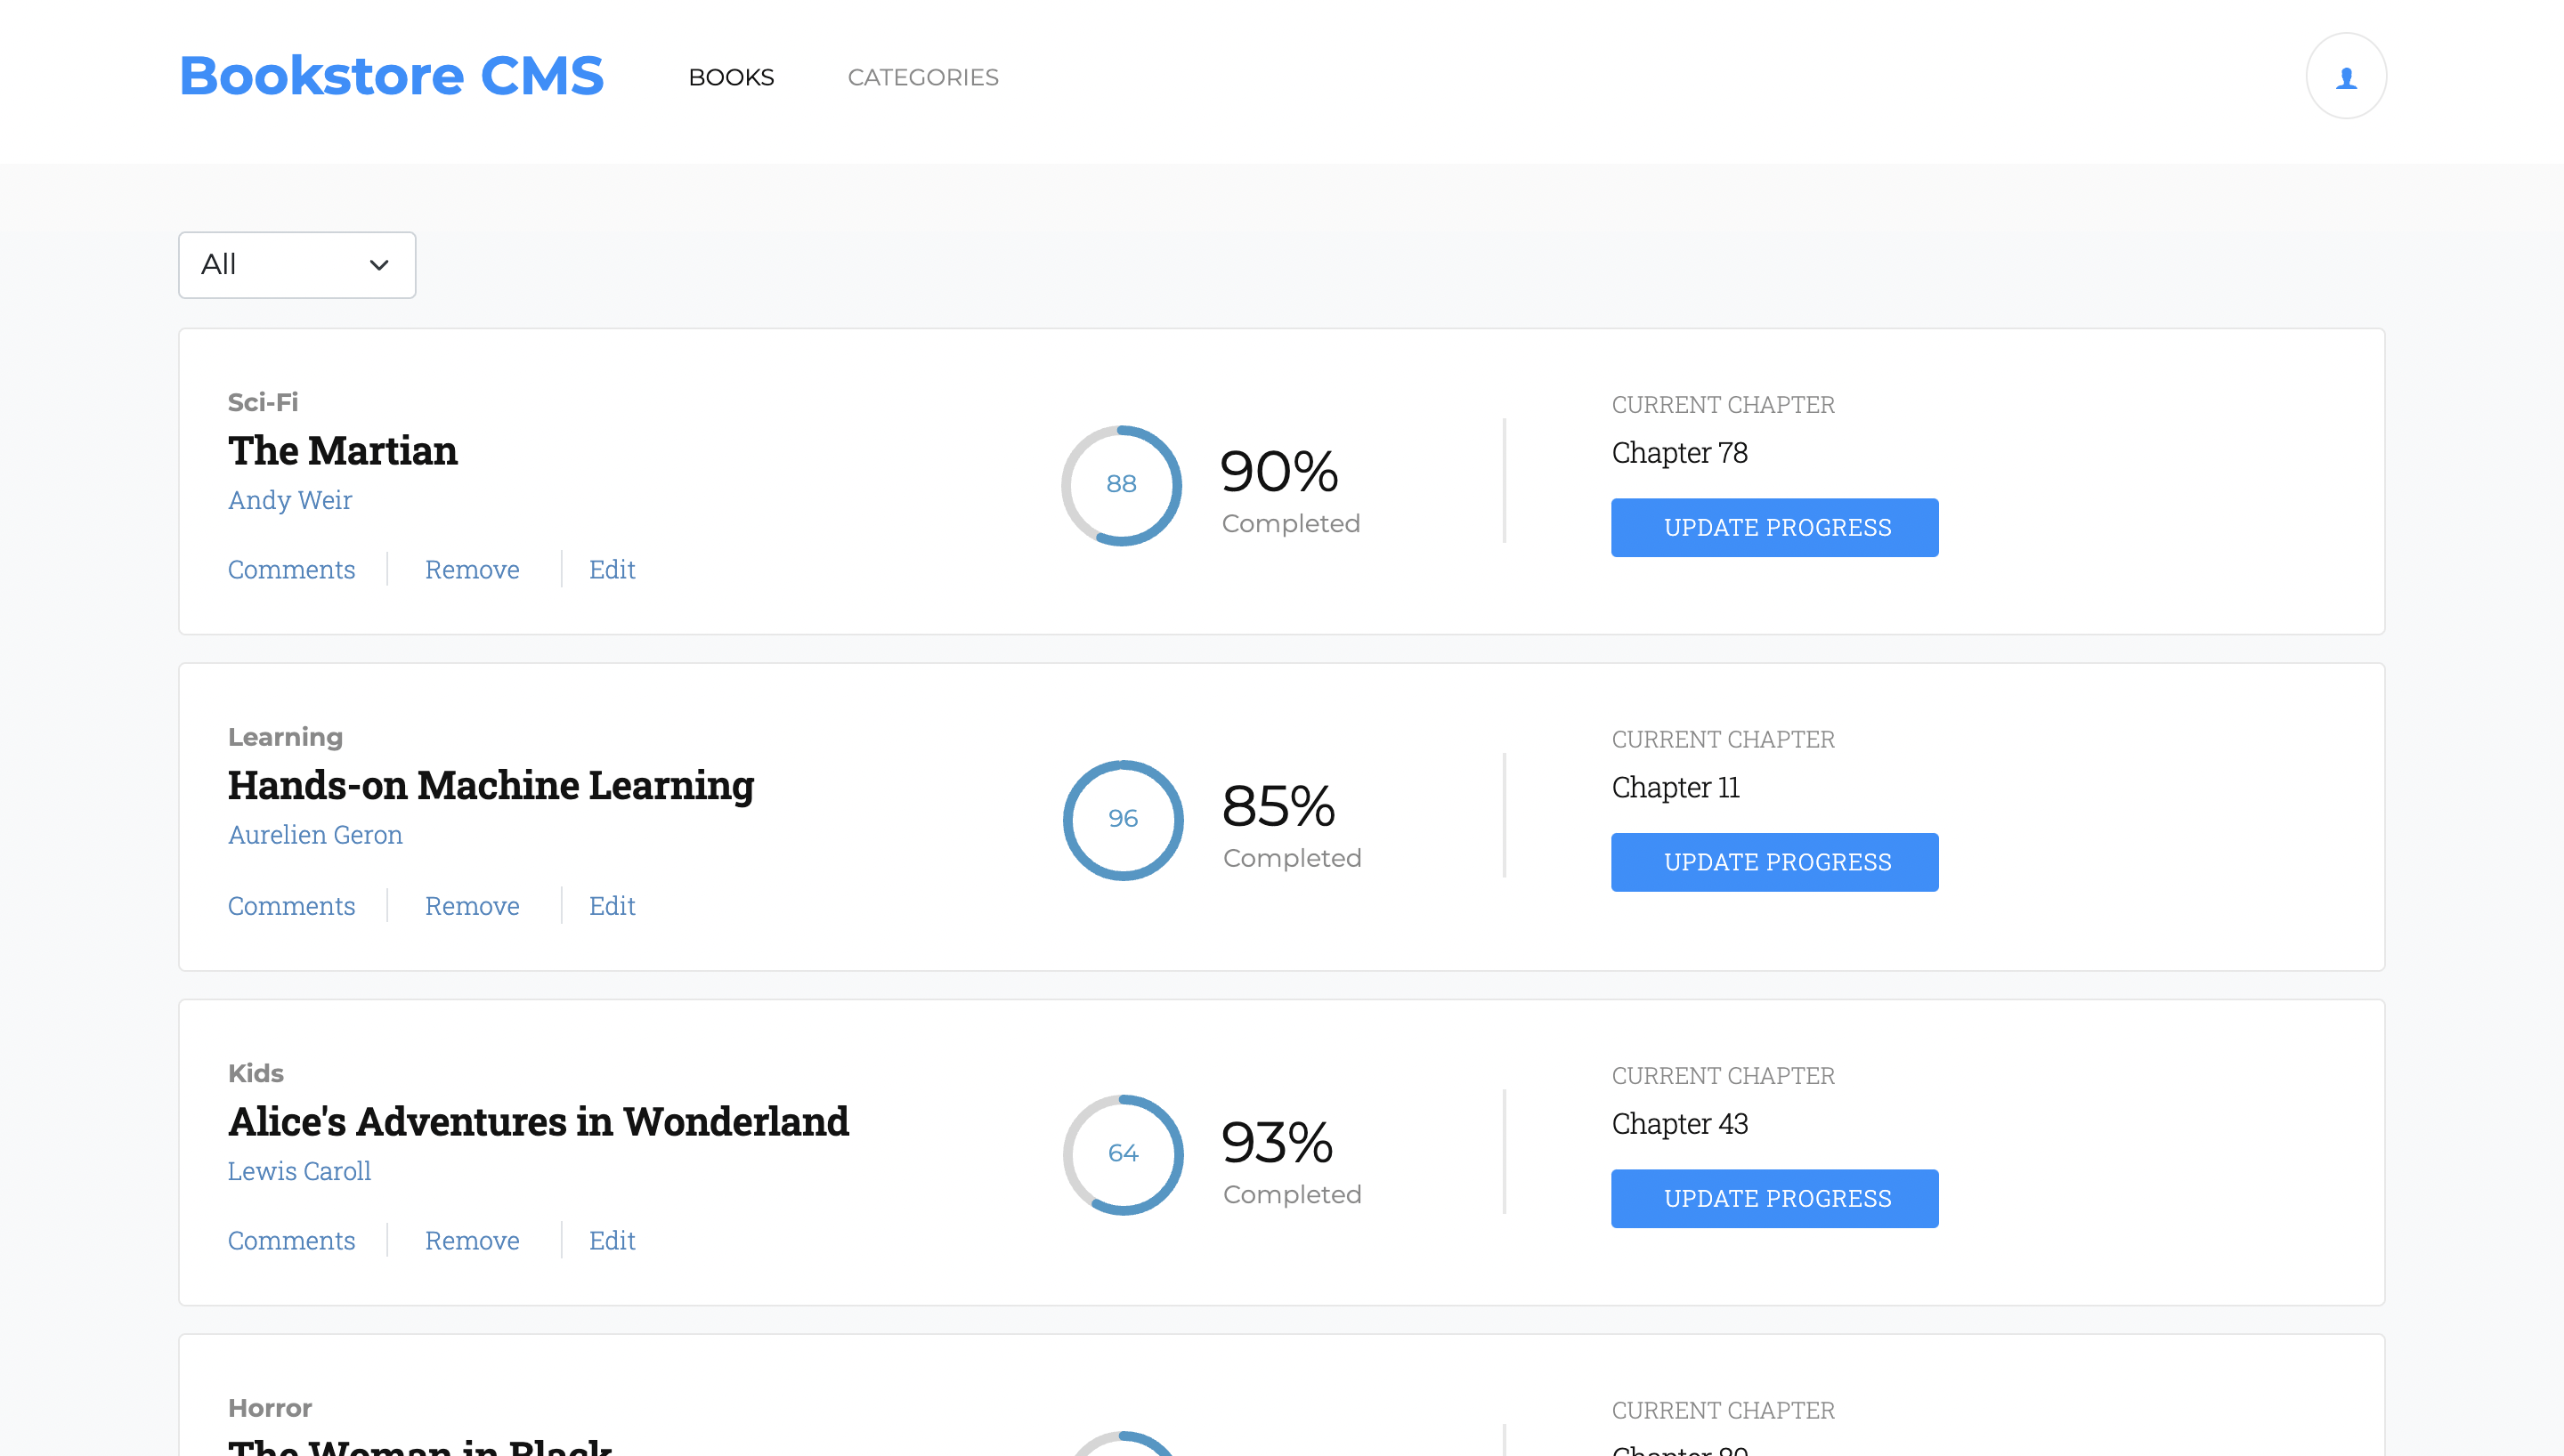 Bookstore CMS
BOOKS
CATEGORIES
All
Sci-Fi
The Martian
Andy Weir
Comments
Remove
Edit
88
90%
Completed
CURRENT CHAPTER
Chapter 78
UPDATE PROGRESS
Learning
Hands-on Machine Learning
Aurelien Geron
Comments
Remove
Edit
96
85%
Completed
CURRENT CHAPTER
Chapter 11
UPDATE PROGRESS
Kids
Alice's Adventures in Wonderland
Lewis Caroll
Comments
Remove
Edit
64
93%
Completed
CURRENT CHAPTER
Chapter 43
UPDATE PROGRESS
Horror
The Woman in Black
CURRENT CHAPTER
Chapter